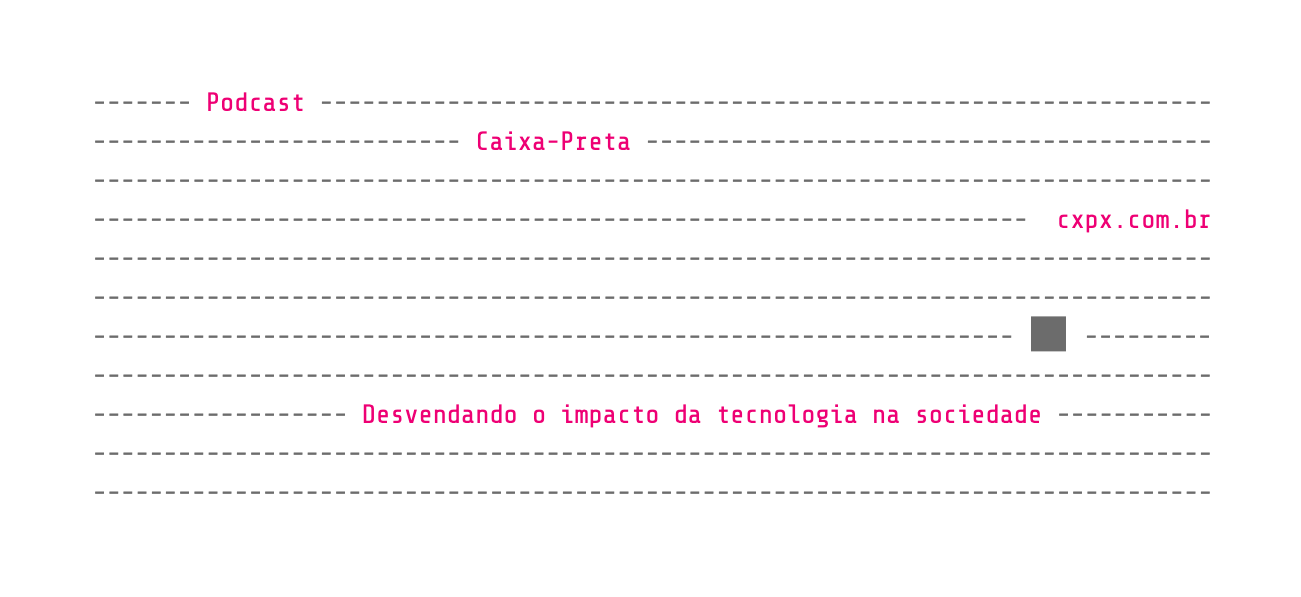 Podcast
Caixa-Preta
cxpx.com.br
Desvendando o impacto da tecnologia na sociedade